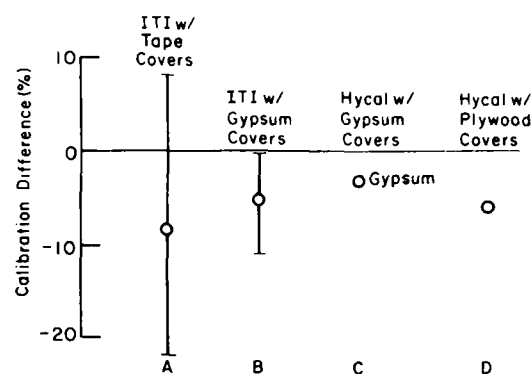 ITI w/
Tape
Covers
ITI w/
Gypsum
Covers
Hycal w/
Gypsum
Covers
Hycal w/
Plywood
Covers
10
0
-10
-20
Calibration Difference (%)
Gypsum
A B C D